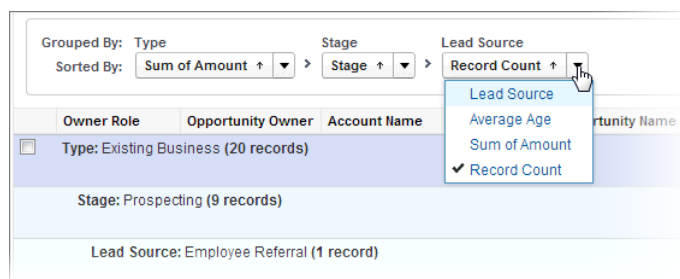 Grouped By: Type Stage Lead Source
Sorted By: Sum of Amount ↑ > Stage ↑ > Record Count ↑
Lead Source
Average Age
Sum of Amount
✔ Record Count
Owner Role Opportunity Owner Account Name rtunity Name
Type: Existing Business (20 records)
Stage: Prospecting (9 records)
Lead Source: Employee Referral (1 record)